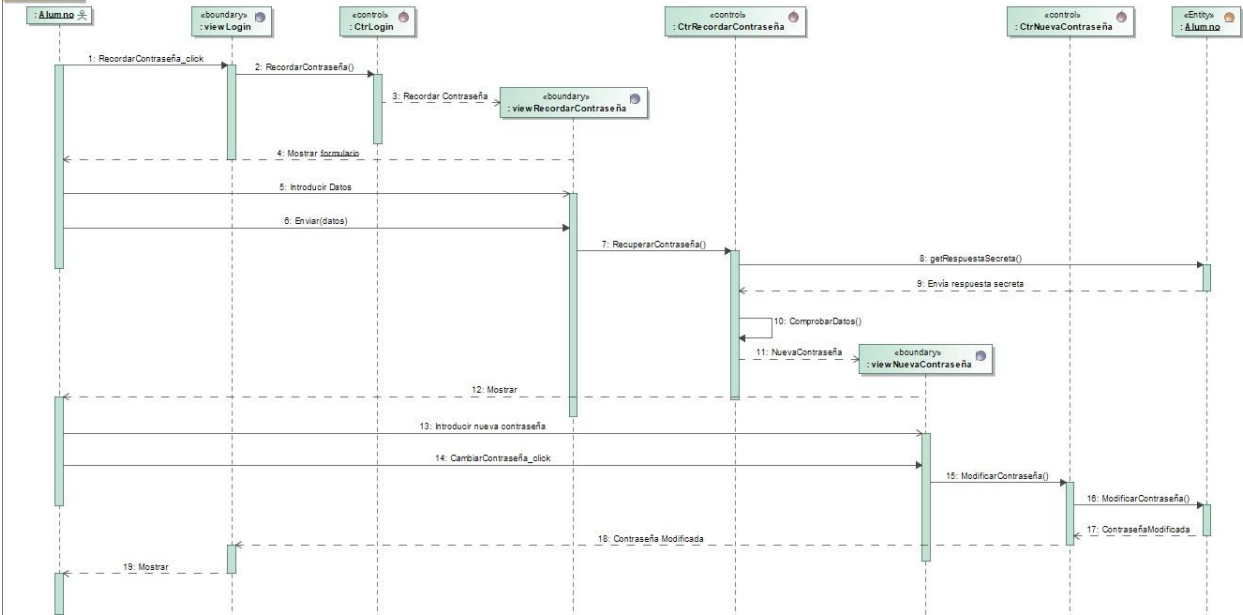 : Alumno
«boundary»
: viewLogin
«control»
: CtrLogin
«control»
: CtrRecordarContraseña
«control»
: CtrNuevaContraseña
«Entity»
: Alumno
1: RecordarContraseña_click
2: RecordarContraseña()
3: Recordar Contraseña
«boundary»
: viewRecordarContraseña
4: Mostrar formulario
5: Introducir Datos
6: Enviar(datos)
7: RecuperarContraseña()
8: getRespuestaSecreta()
9: Envia respuesta secreta
10: ComprobarDatos()
11: NuevaContraseña
«boundary»
: viewNuevaContraseña
12: Mostrar
13: Introducir nueva contraseña
14: CambiarContraseña_click
15: ModificarContraseña()
16: ModificarContraseña()
17: ContraseñaModificada
18: Contraseña Modificada
19: Mostrar